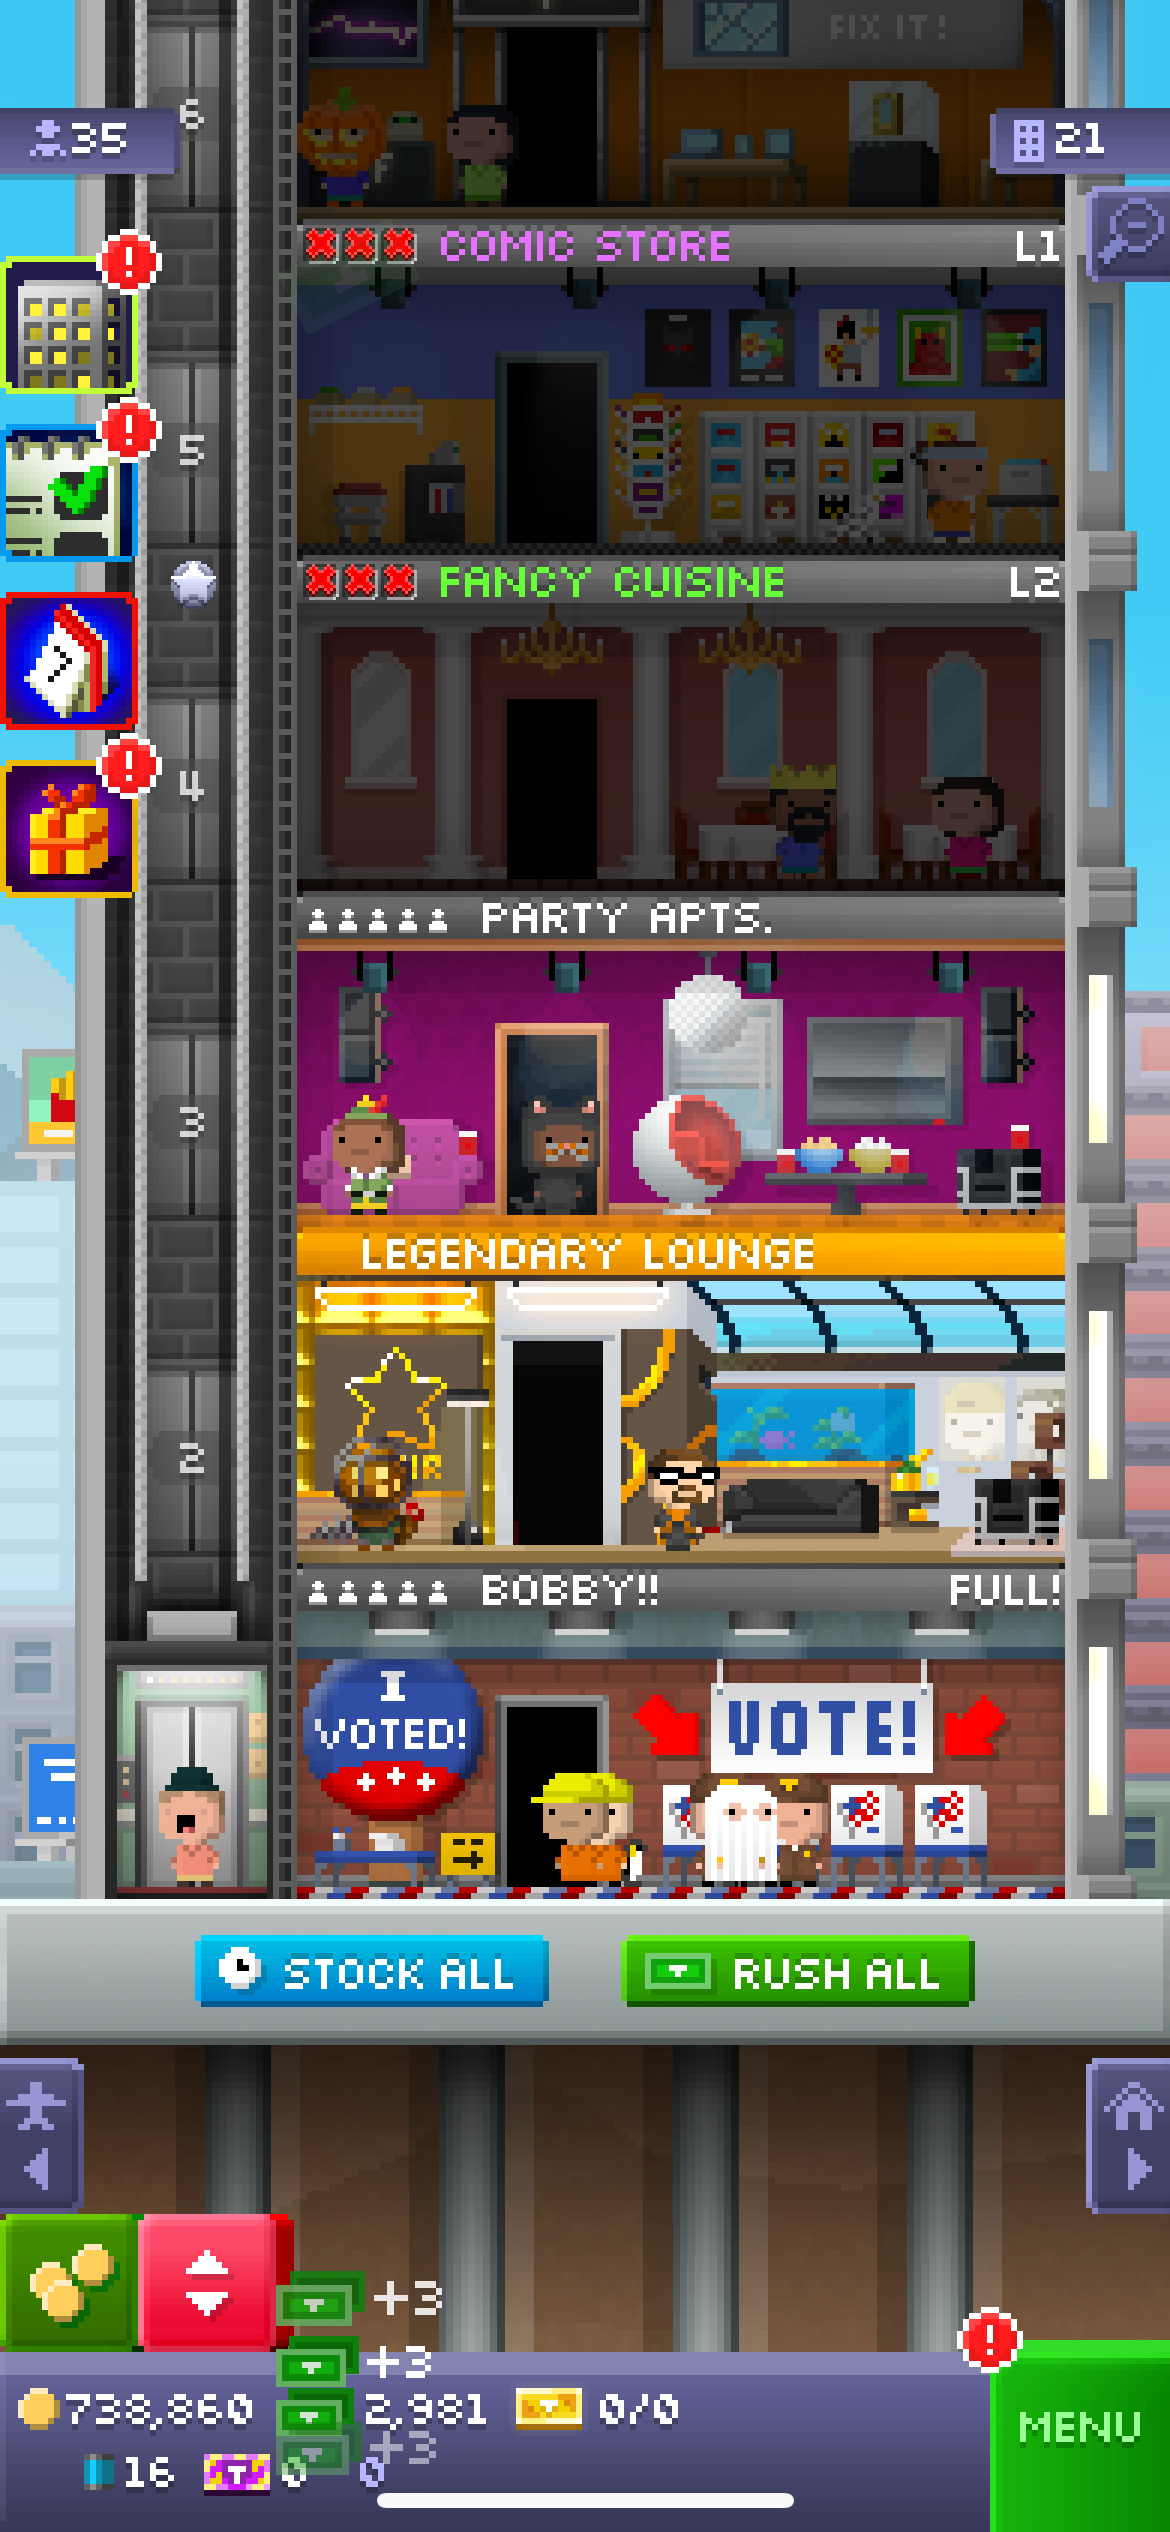 FIX IT!
6
35
21
COMIC STORE L1
5
FANCY CUISINE L2
4
PARTY APTS.
3
LEGENDARY LOUNGE
2
BOBBY!! FULL!
I
VOTED!
VOTE!
STOCK ALL
RUSH ALL
+3
+3
738,860
2,981
0/0
+3
16
0
0
MENU